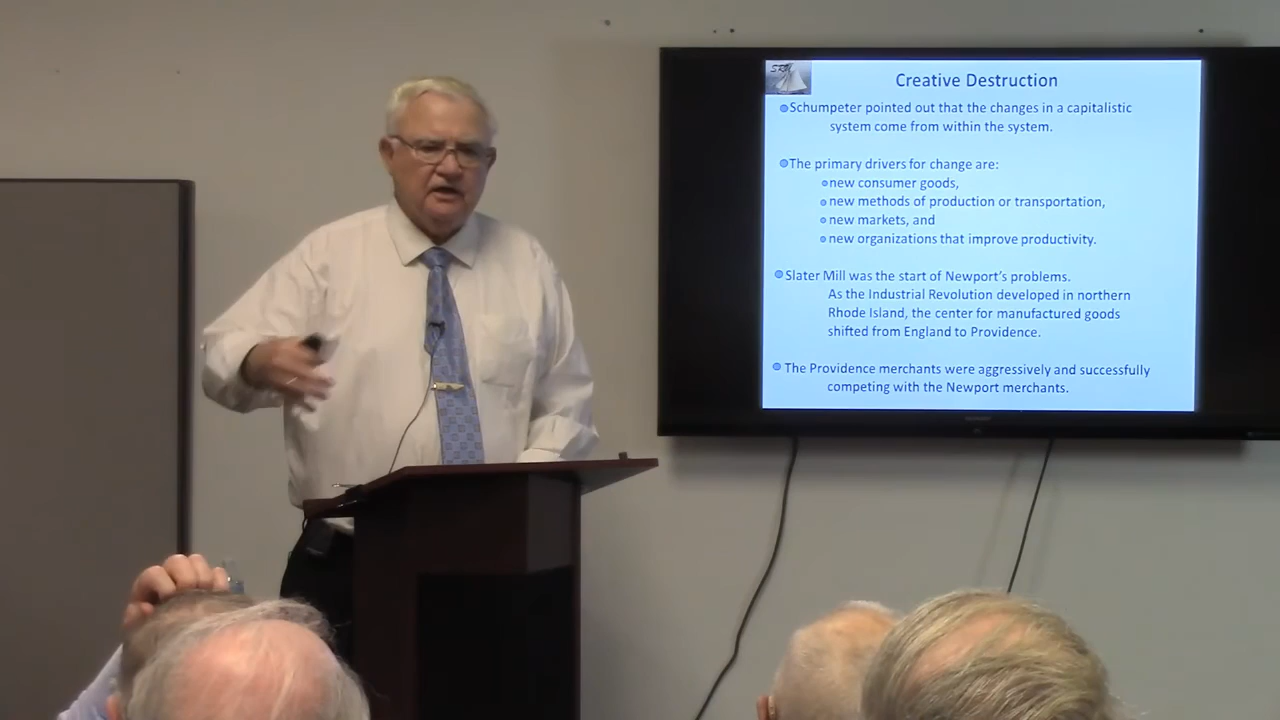 SRM
Creative Destruction
Schumpeter pointed out that the changes in a capitalistic
system come from within the system.
The primary drivers for change are:
new consumer goods,
new methods of production or transportation,
new markets, and
new organizations that improve productivity.
Slater Mill was the start of Newport's problems.
As the Industrial Revolution developed in northern
Rhode Island, the center for manufactured goods
shifted from England to Providence.
The Providence merchants were aggressively and successfully
competing with the Newport merchants.